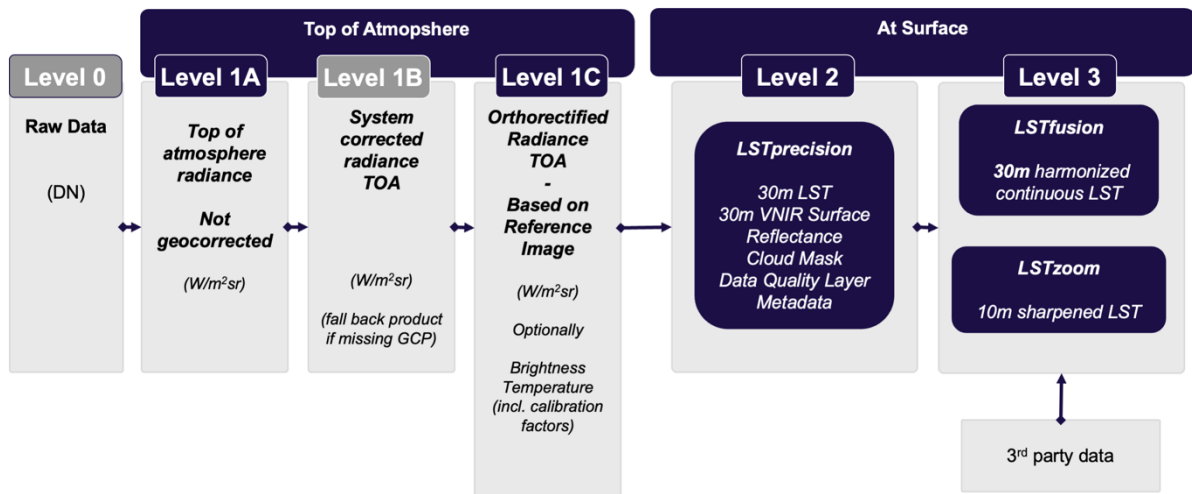 Top of Atmopshere
At Surface
Level 0
Level 1A
Level 1B
Level 1C
Level 2
Level 3
Raw Data
(DN)
Top of
atmosphere
radiance
Not
geocorrected
(W/m²sr)
System
corrected
radiance
TOA
(W/m²sr)
(fall back product
if missing GCP)
Orthorectified
Radiance
TOA
-
Based on
Reference
Image
(W/m²sr)
Optionally
Brightness
Temperature
(incl. calibration
factors)
LSTprecision
30m LST
30m VNIR Surface
Reflectance
Cloud Mask
Data Quality Layer
Metadata
LSTfusion
30m harmonized
continuous LST
LSTzoom
10m sharpened LST
3rd party data